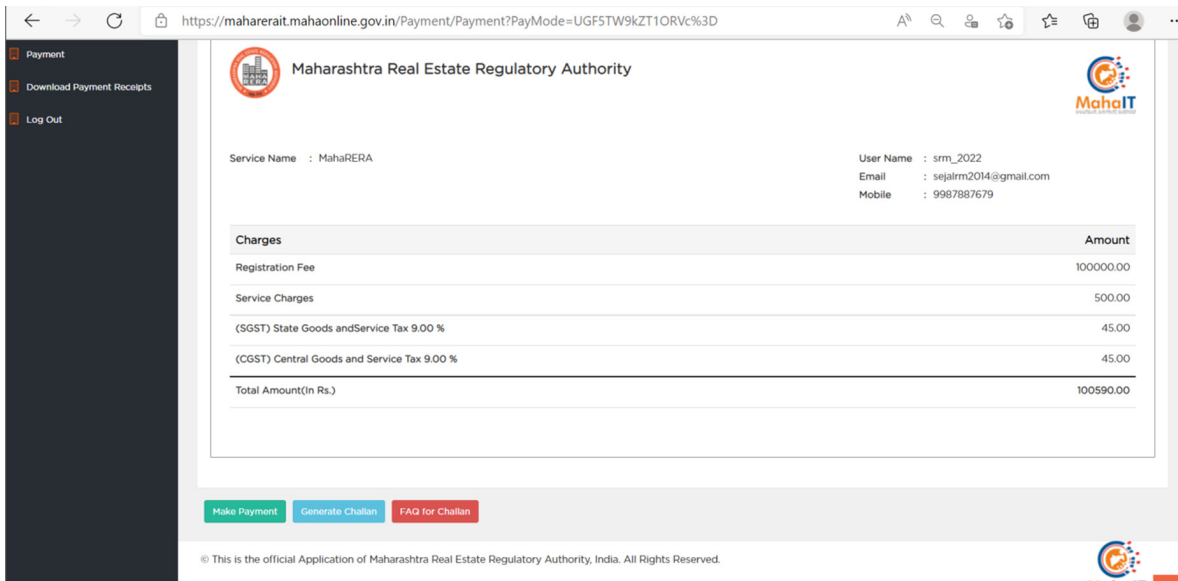 https://maharerait.mahaonline.gov.in/Payment/Payment?PayMode=UGF5TW9kZT1ORVc%3D
Payment
Download Payment Receipts
Log Out
MAHA
RERA
Maharashtra Real Estate Regulatory Authority
MahaIT
Service Name : MahaRERA
User Name : srm_2022
Email : sejalrm2014@gmail.com
Mobile : 9987887679
Charges Amount
Registration Fee 100000.00
Service Charges 500.00
(SGST) State Goods andService Tax 9.00 % 45.00
(CGST) Central Goods and Service Tax 9.00 % 45.00
Total Amount(In Rs.) 100590.00
Make Payment Generate Challan FAQ for Challan
© This is the official Application of Maharashtra Real Estate Regulatory Authority, India. All Rights Reserved.